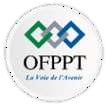 OFPPT
La Voie de l'Avenir